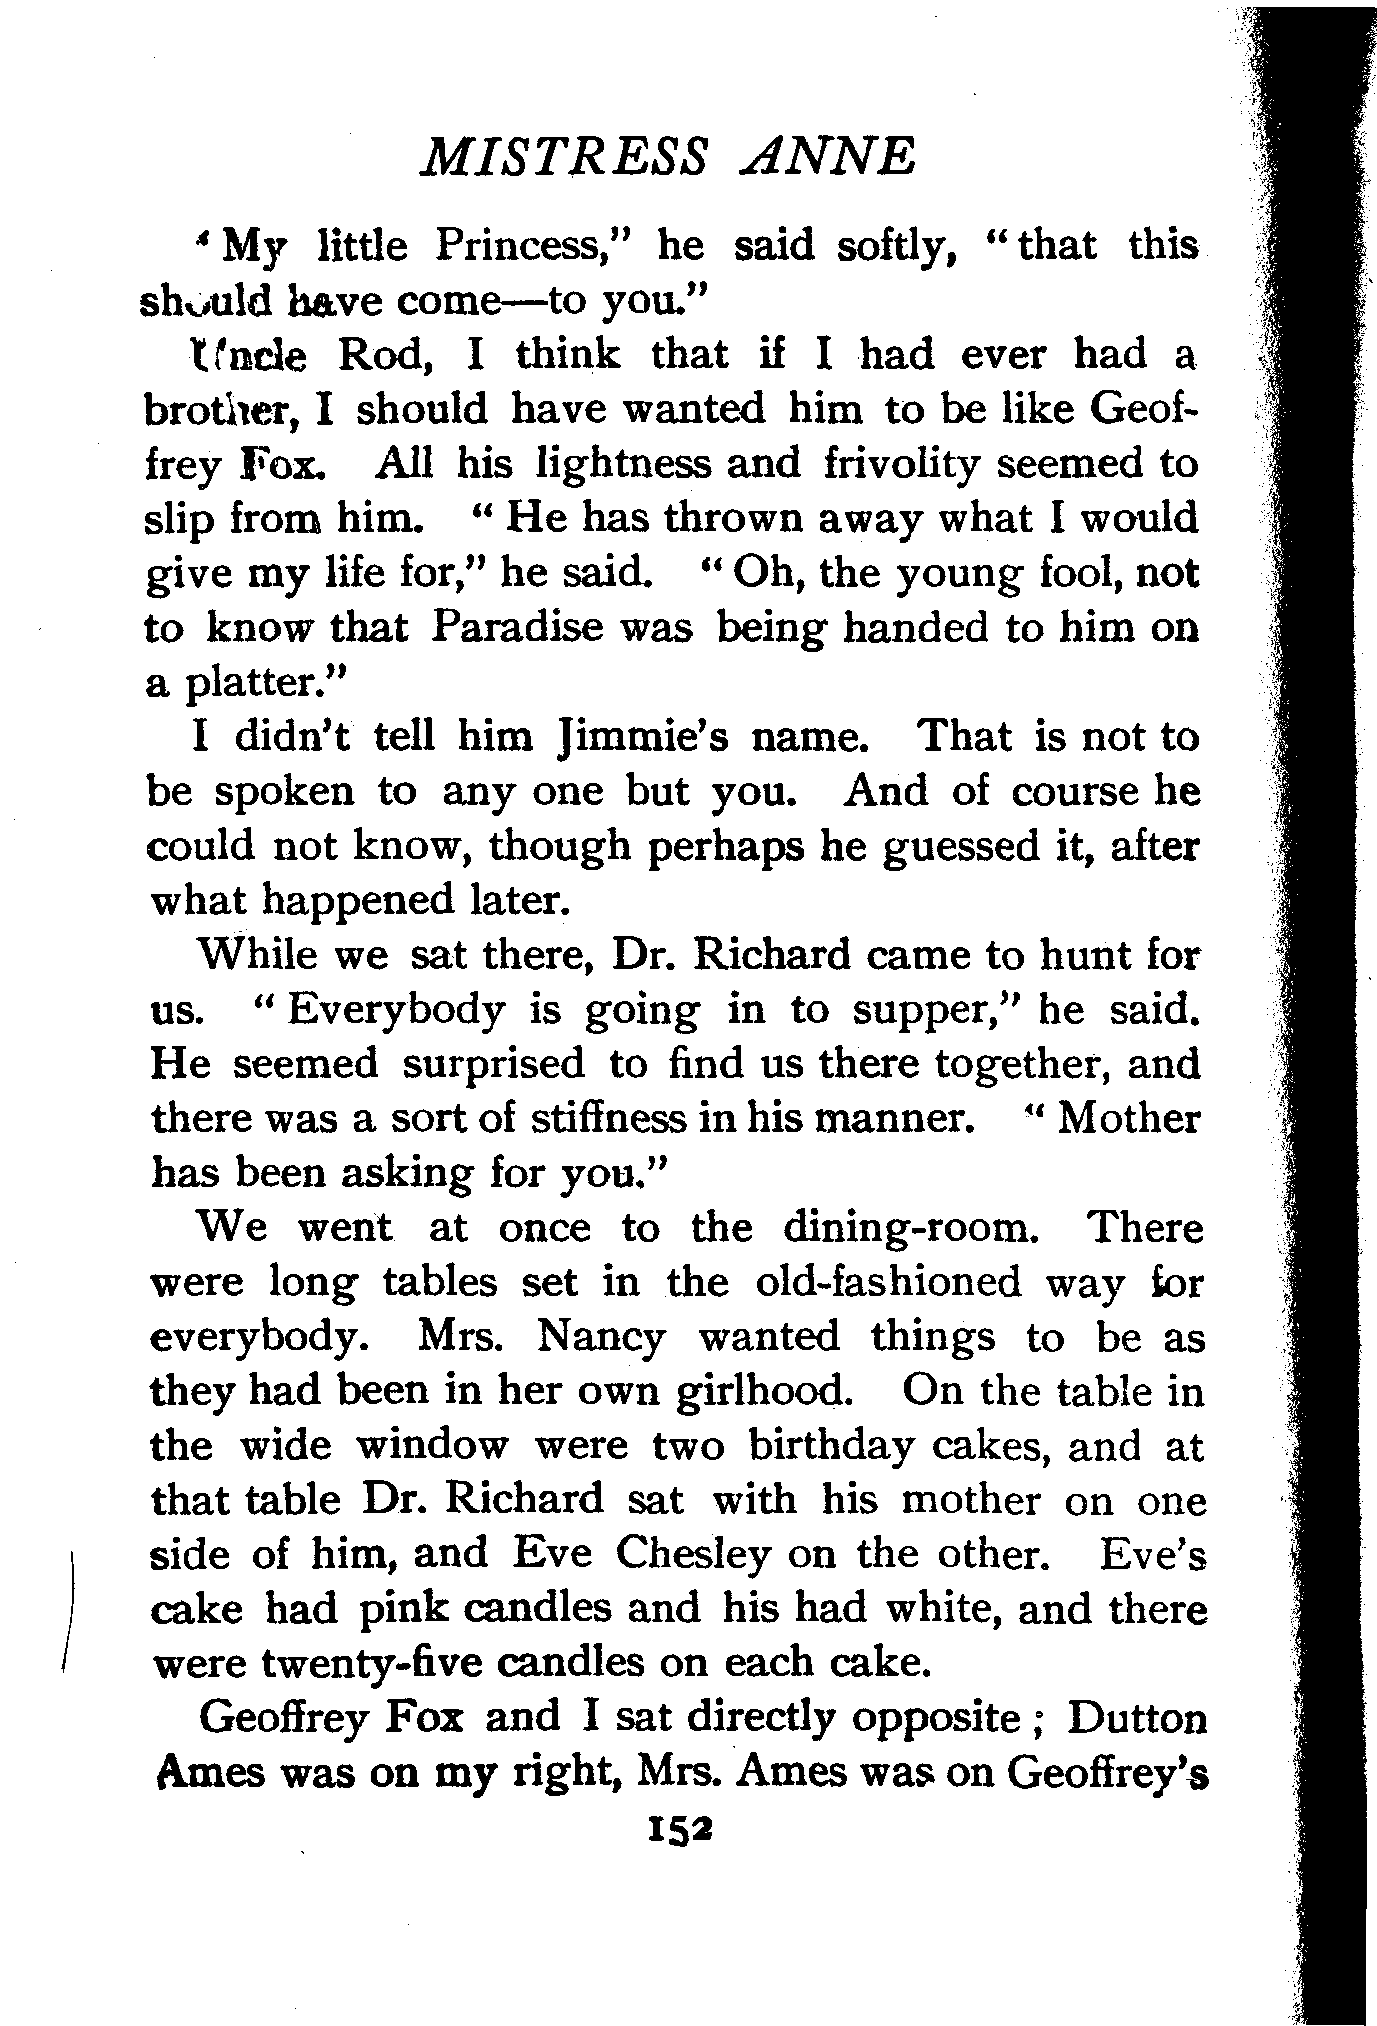 MISTRESS ANNE
“My little Princess,” he said softly, “that this
should have come—to you.”
Uncle Rod, I think that if I had ever had a
brother, I should have wanted him to be like Geof-
frey Fox. All his lightness and frivolity seemed to
slip from him. “He has thrown away what I would
give my life for,” he said. “Oh, the young fool, not
to know that Paradise was being handed to him on
a platter.”
I didn’t tell him Jimmie’s name. That is not to
be spoken to any one but you. And of course he
could not know, though perhaps he guessed it, after
what happened later.
While we sat there, Dr. Richard came to hunt for
us. “Everybody is going in to supper,” he said.
He seemed surprised to find us there together, and
there was a sort of stiffness in his manner. “Mother
has been asking for you.”
We went at once to the dining-room. There
were long tables set in the old-fashioned way for
everybody. Mrs. Nancy wanted things to be as
they had been in her own girlhood. On the table in
the wide window were two birthday cakes, and at
that table Dr. Richard sat with his mother on one
side of him, and Eve Chesley on the other. Eve’s
cake had pink candles and his had white, and there
were twenty-five candles on each cake.
Geoffrey Fox and I sat directly opposite; Dutton
Ames was on my right, Mrs. Ames was on Geoffrey’s
152